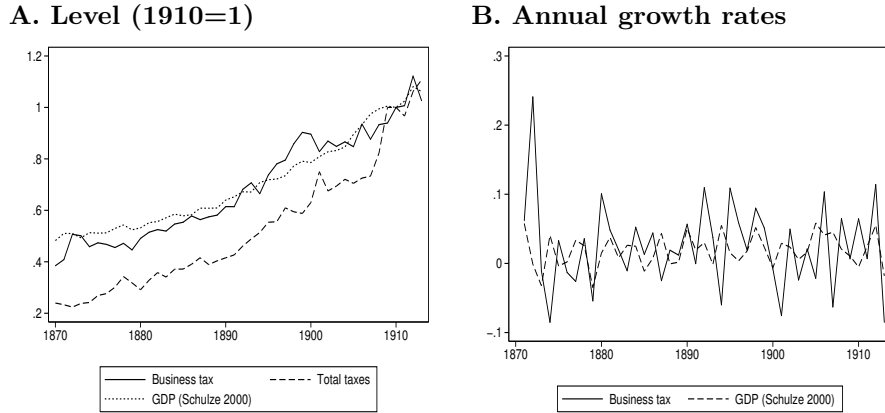 A. Level (1910=1)
1.2
1
.8
.6
.4
.2
1870 1880 1890 1900 1910
Business tax Total taxes
GDP (Schulze 2000)
B. Annual growth rates
.3
.2
.1
0
-.1
1870 1880 1890 1900 1910
Business tax GDP (Schulze 2000)